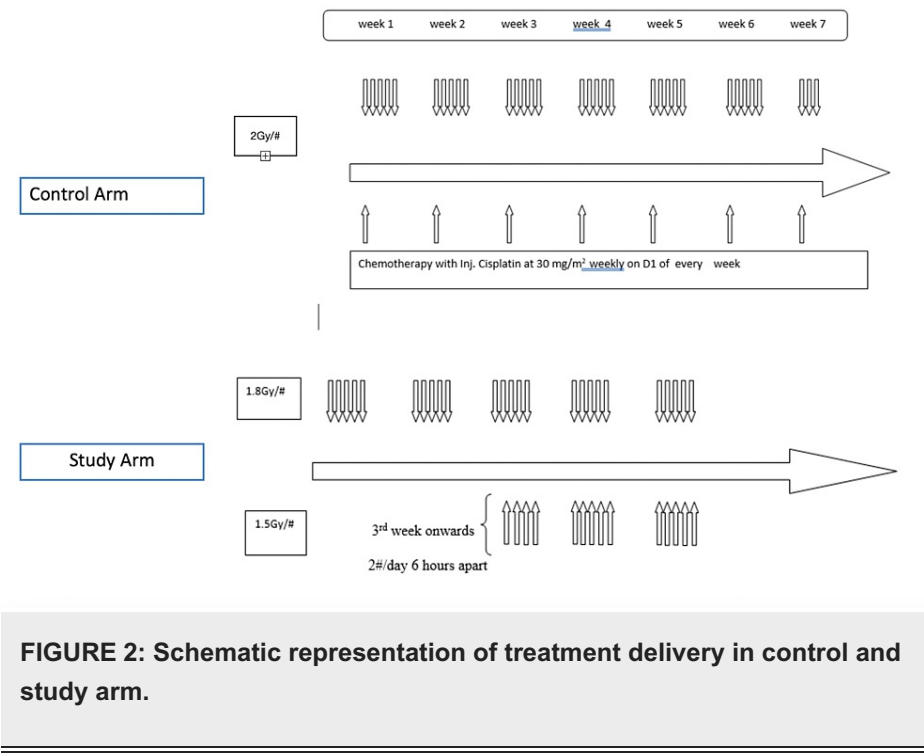 week 1 week 2 week 3 week 4 week 5 week 6 week 7
2Gy/#
Control Arm
Chemotherapy with Inj. Cisplatin at 30 mg/m² weekly on D1 of every week
1.8Gy/#
Study Arm
1.5Gy/#
3rd week onwards
2#/day 6 hours apart
FIGURE 2: Schematic representation of treatment delivery in control and
study arm.